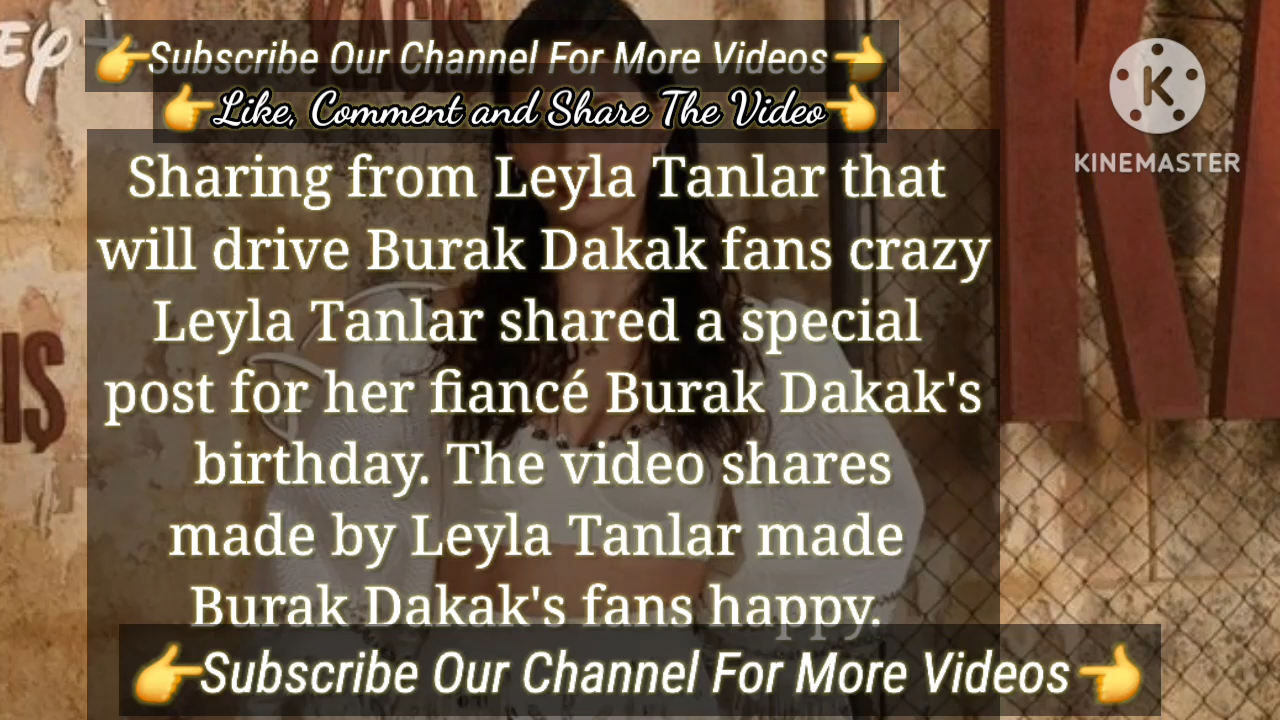 👉Subscribe Our Channel For More Videos👈
👉Like, Comment and Share The Video👈
KINEMASTER
Sharing from Leyla Tanlar that
will drive Burak Dakak fans crazy
Leyla Tanlar shared a special
post for her fiancé Burak Dakak's
birthday. The video shares
made by Leyla Tanlar made
Burak Dakak's fans happy.
👉Subscribe Our Channel For More Videos👈